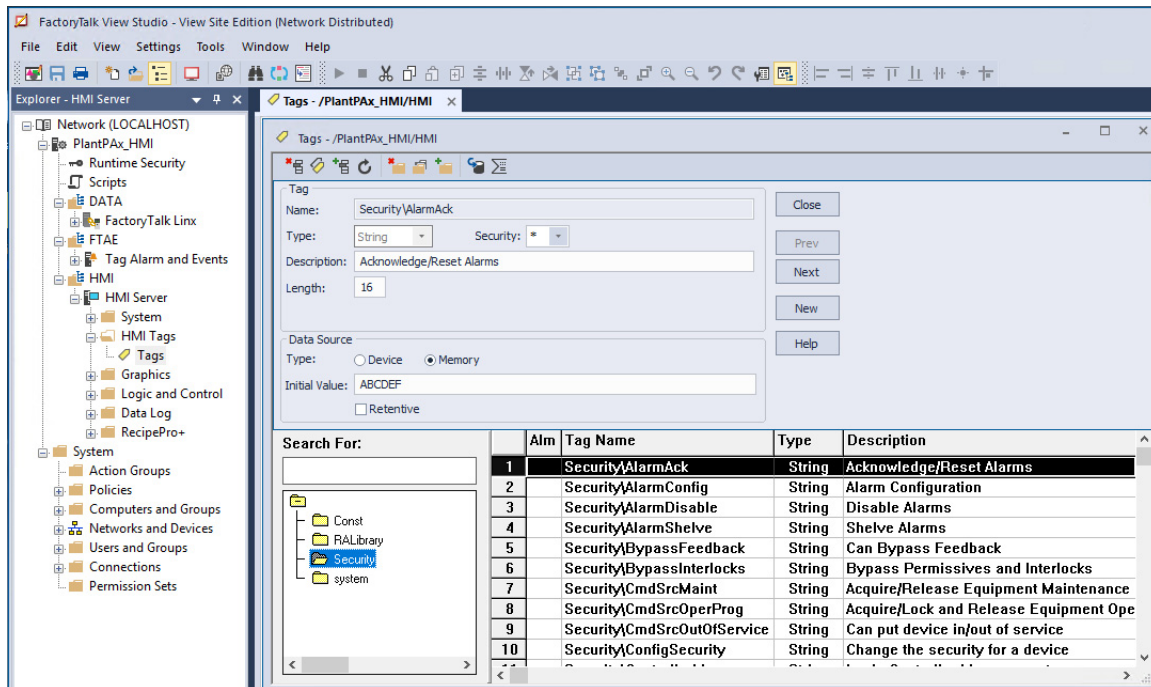 FactoryTalk View Studio - View Site Edition (Network Distributed)
File Edit View Settings Tools Window Help
Explorer - HMI Server
Network (LOCALHOST)
PlantPAx_HMI
Runtime Security
Scripts
DATA
FactoryTalk Linx
FTAE
Tag Alarm and Events
HMI
HMI Server
System
HMI Tags
Tags
Graphics
Logic and Control
Data Log
RecipePro+
System
Action Groups
Policies
Computers and Groups
Networks and Devices
Users and Groups
Connections
Permission Sets
Tags - /PlantPAx_HMI/HMI
Tags - /PlantPAx_HMI/HMI
Tag
Name: Security\AlarmAck
Type: String Security: *
Description: Acknowledge/Reset Alarms
Length: 16
Close
Prev
Next
New
Help
Data Source
Type: Device Memory
Initial Value: ABCDEF
Retentive
Search For:
Const
RALibrary
Security
system
Alm Tag Name Type Description
1 Security\AlarmAck String Acknowledge/Reset Alarms
2 Security\AlarmConfig String Alarm Configuration
3 Security\AlarmDisable String Disable Alarms
4 Security\AlarmShelve String Shelve Alarms
5 Security\BypassFeedback String Can Bypass Feedback
6 Security\BypassInterlocks String Bypass Permissives and Interlocks
7 Security\CmdSrcMaint String Acquire/Release Equipment Maintenance
8 Security\CmdSrcOperProg String Acquire/Lock and Release Equipment Ope
9 Security\CmdSrcOutOfService String Can put device in/out of service
10 Security\ConfigSecurity String Change the security for a device